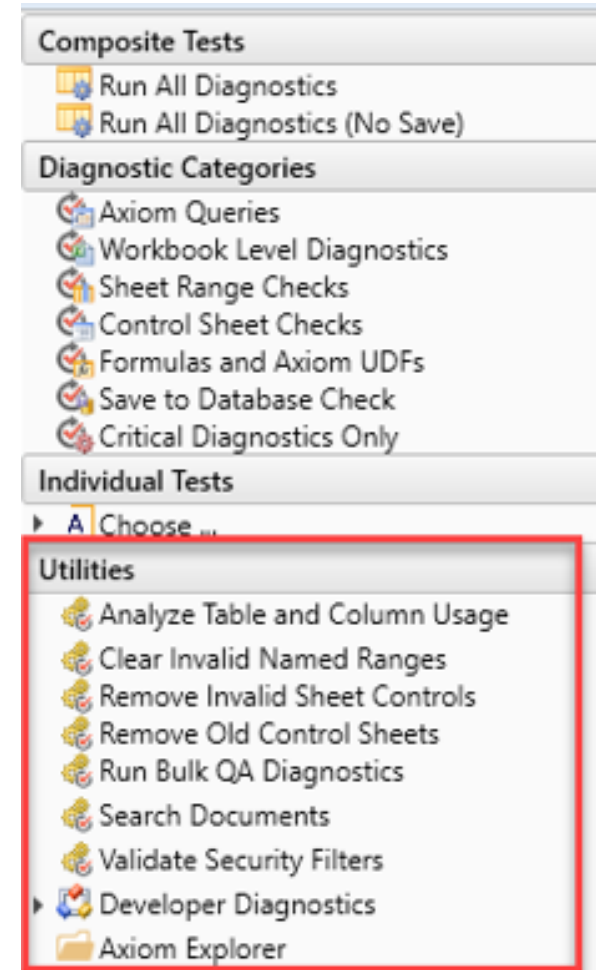 Composite Tests
Run All Diagnostics
Run All Diagnostics (No Save)
Diagnostic Categories
Axiom Queries
Workbook Level Diagnostics
Sheet Range Checks
Control Sheet Checks
Formulas and Axiom UDFs
Save to Database Check
Critical Diagnostics Only
Individual Tests
A Choose ...
Utilities
Analyze Table and Column Usage
Clear Invalid Named Ranges
Remove Invalid Sheet Controls
Remove Old Control Sheets
Run Bulk QA Diagnostics
Search Documents
Validate Security Filters
Developer Diagnostics
Axiom Explorer